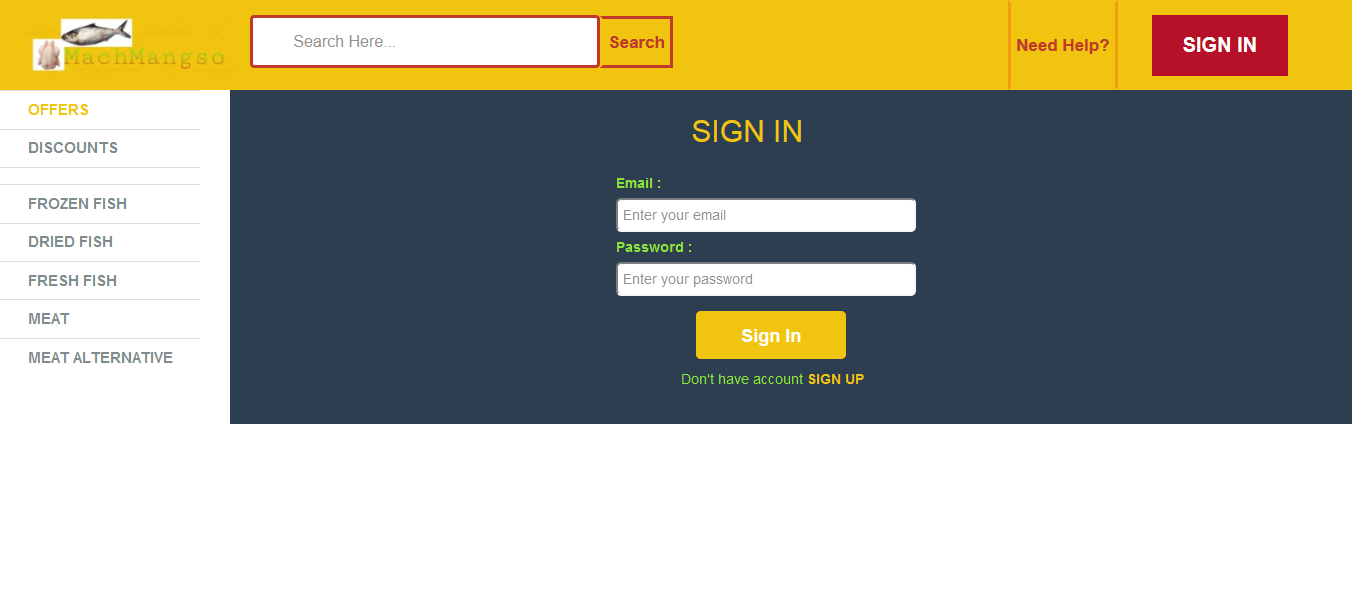 MachMangso
Search Here...
Search
Need Help?
SIGN IN
OFFERS
DISCOUNTS
FROZEN FISH
DRIED FISH
FRESH FISH
MEAT
MEAT ALTERNATIVE
SIGN IN
Email :
Enter your email
Password :
Enter your password
Sign In
Don't have account SIGN UP